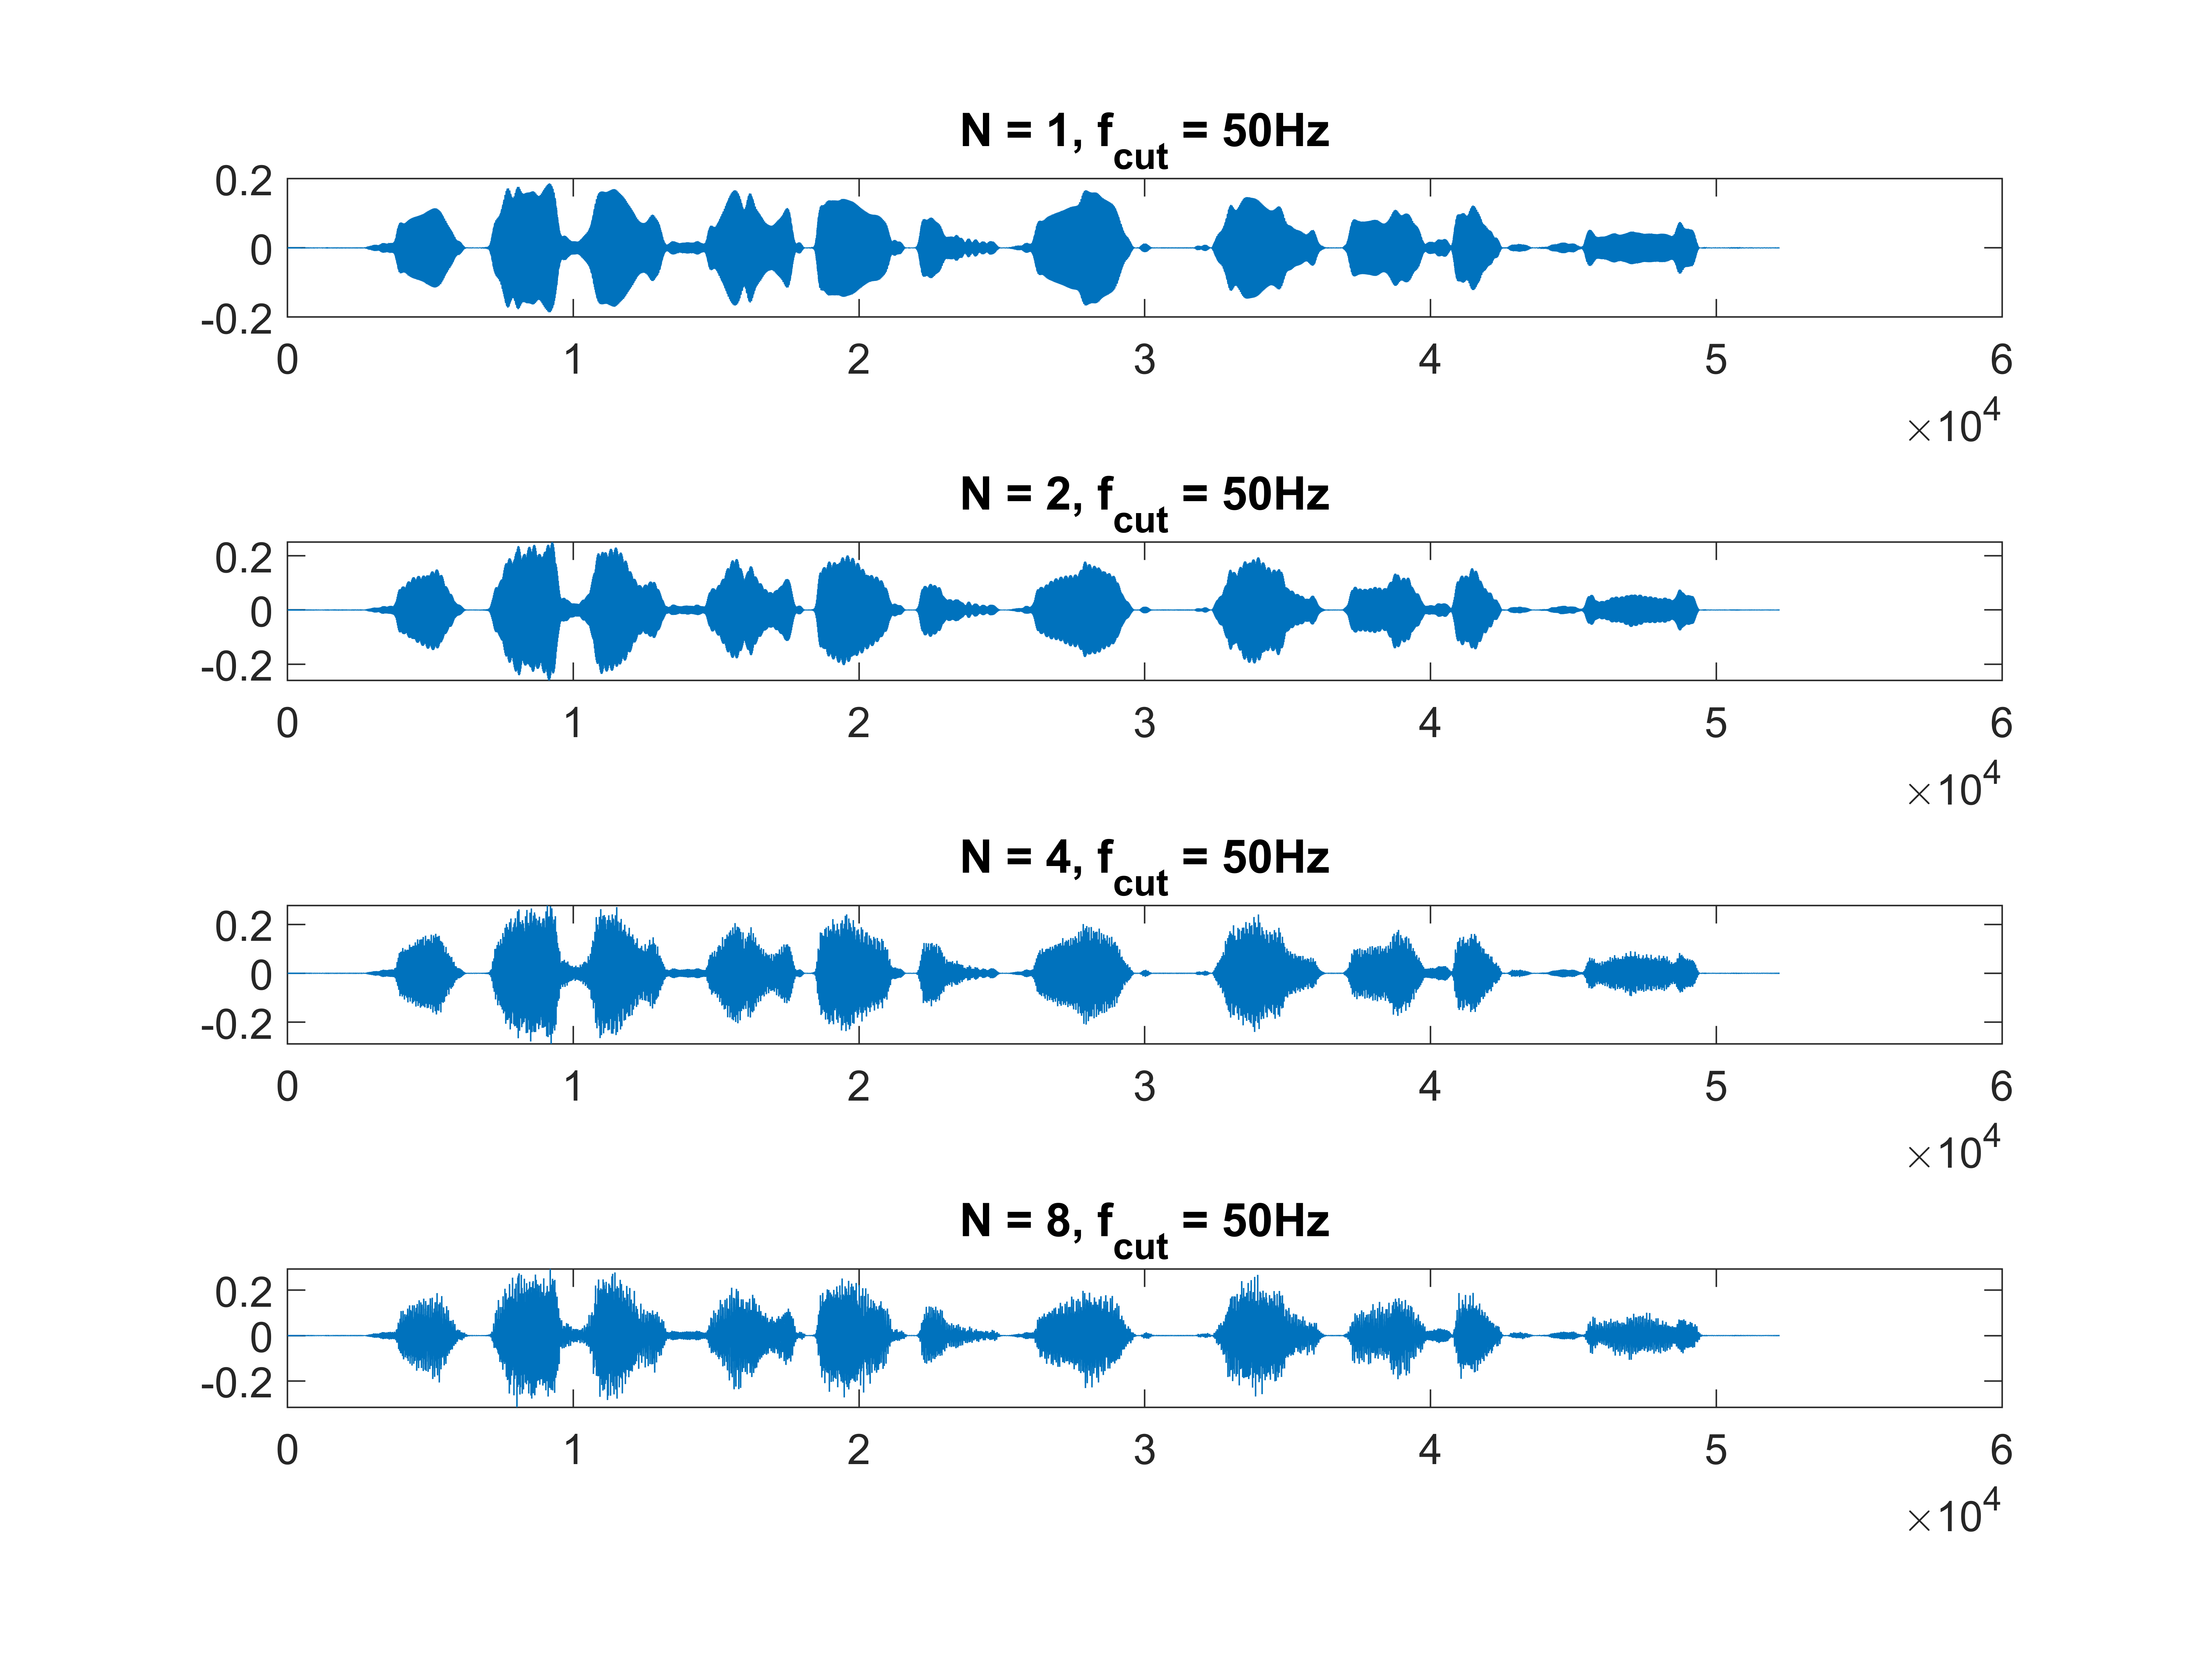 N = 1, f_cut = 50Hz
0.2
0
-0.2
0 1 2 3 4 5 6
×10^4
N = 2, f_cut = 50Hz
0.2
0
-0.2
0 1 2 3 4 5 6
×10^4
N = 4, f_cut = 50Hz
0.2
0
-0.2
0 1 2 3 4 5 6
×10^4
N = 8, f_cut = 50Hz
0.2
0
-0.2
0 1 2 3 4 5 6
×10^4